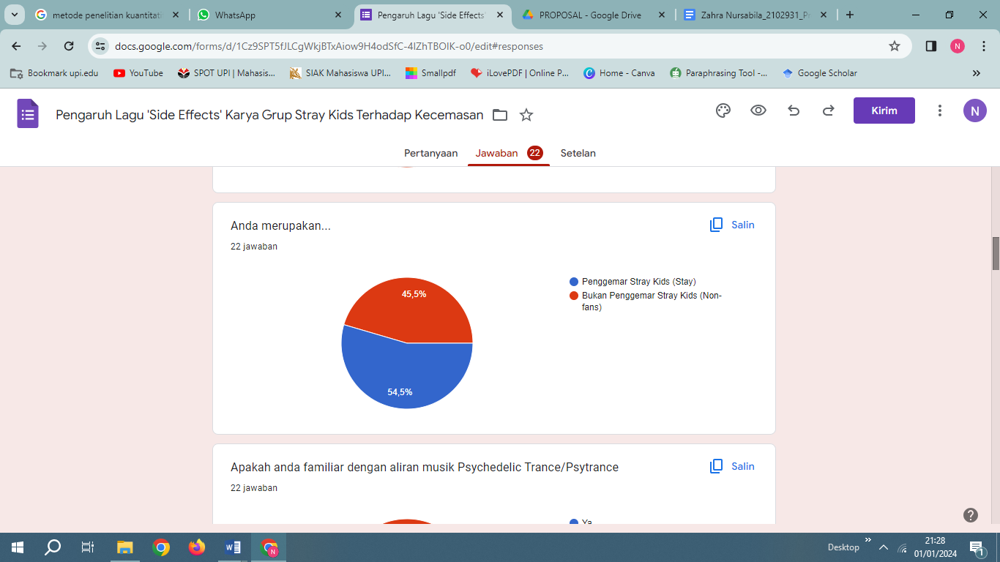 metode penelitian kuantitati
WhatsApp
Pengaruh Lagu 'Side Effects'
PROPOSAL - Google Drive
Zahra Nursabila_2102931_Pr
docs.google.com/forms/d/1Cz9SPT5fJLCgWkjBTxAiow9H4odSfC-4lZhTBOIK-o0/edit#responses
N
Bookmark upi.edu
YouTube
SPOT UPI | Mahasis...
SIAK Mahasiswa UPI...
Smallpdf
iLovePDF | Online P...
Home - Canva
Paraphrasing Tool -...
Google Scholar
Pengaruh Lagu 'Side Effects' Karya Grup Stray Kids Terhadap Kecemasan
Kirim
N
Pertanyaan
Jawaban 22
Setelan
Anda merupakan...
Salin
22 jawaban
45,5%
54,5%
Penggemar Stray Kids (Stay)
Bukan Penggemar Stray Kids (Non-
fans)
Apakah anda familiar dengan aliran musik Psychedelic Trance/Psytrance
Salin
22 jawaban
Ya
Desktop
21:28
01/01/2024
1